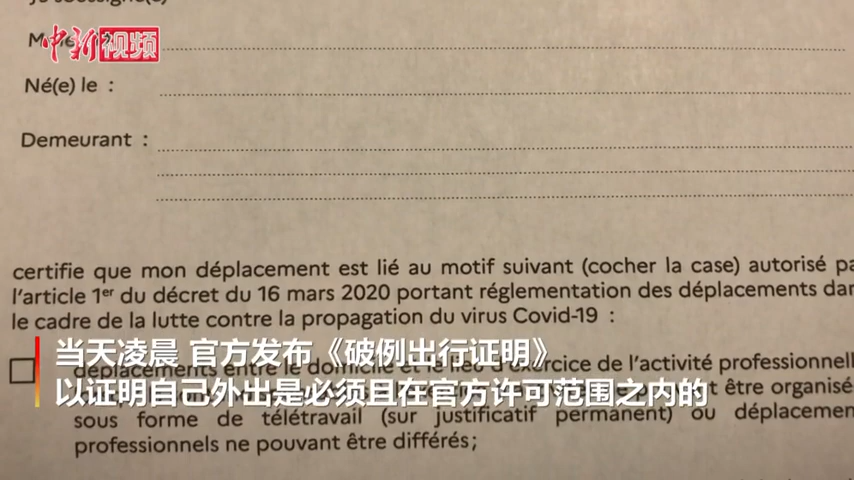 Je soussigné(e)
中新视频
Né(e) le :
Demeurant :
certifie que mon déplacement est lié au motif suivant (cocher la case) autorisé
l'article 1er du décret du 16 mars 2020 portant réglementation des déplacements
le cadre de la lutte contre la propagation du virus Covid-19 :
当天凌晨 官方发布《破例出行证明》
déplacements entre le domicile et le lieu d'exercice de l'activité
以证明自己外出是必须且在官方许可范围之内的
être
sous forme de télétravail (sur justificatif permanent) ou
professionnels ne pouvant être différés;